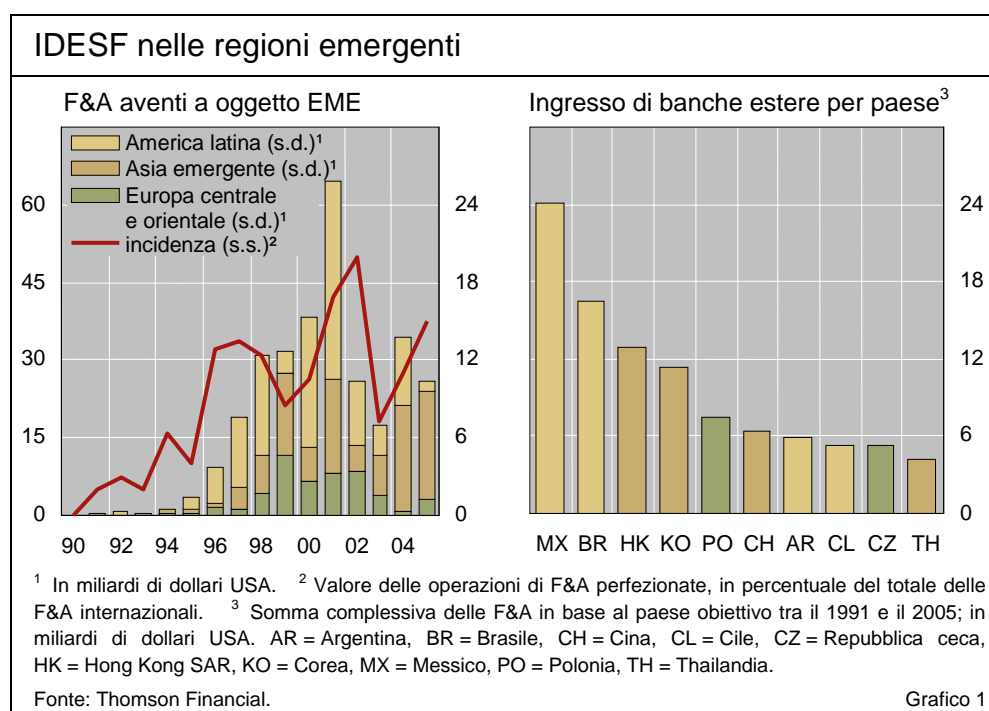 IDESF nelle regioni emergenti
F&A aventi a oggetto EME
America latina (s.d.)¹
Asia emergente (s.d.)¹
Europa centrale
e orientale (s.d.)¹
incidenza (s.s.)²
60
45
30
15
0
24
18
12
6
0
90 92 94 96 98 00 02 04
Ingresso di banche estere per paese³
24
18
12
6
0
MX BR HK KO PO CH AR CL CZ TH
¹ In miliardi di dollari USA. ² Valore delle operazioni di F&A perfezionate, in percentuale del totale delle
F&A internazionali. ³ Somma complessiva delle F&A in base al paese obiettivo tra il 1991 e il 2005; in
miliardi di dollari USA. AR = Argentina, BR = Brasile, CH = Cina, CL = Cile, CZ = Repubblica ceca,
HK = Hong Kong SAR, KO = Corea, MX = Messico, PO = Polonia, TH = Thailandia.
Fonte: Thomson Financial. Grafico 1